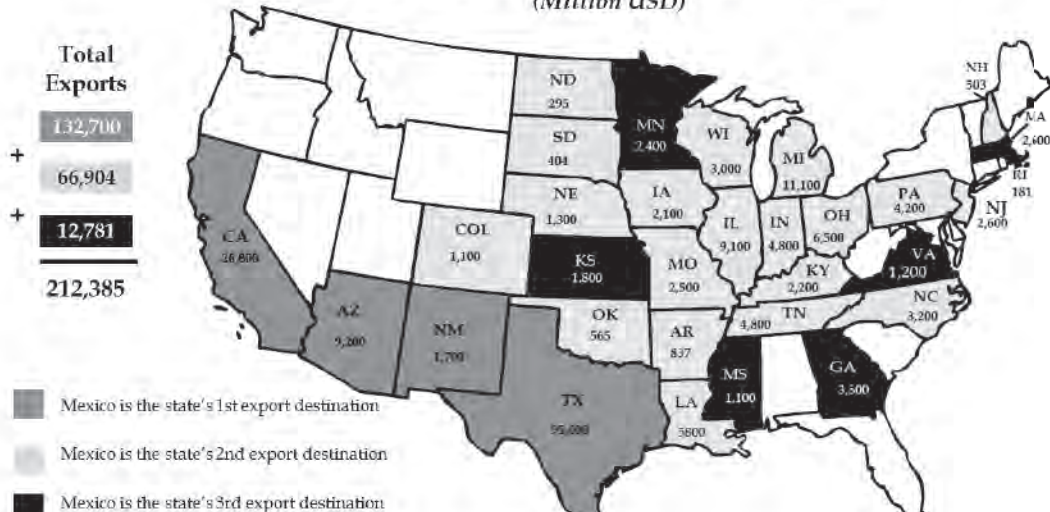 (Million USD)
Total
Exports
132,700
+
66,904
+
12,781
212,385
ND
295
SD
404
NE
1,300
COL
1,100
KS
1,800
OK
565
MN
2,400
IA
2,100
MO
2,500
AR
837
LA
5800
WI
3,000
IL
9,100
MI
11,100
IN
4,800
OH
6,500
KY
2,200
TN
4,800
MS
1,100
GA
3,500
NC
3,200
VA
1,200
PA
4,200
NJ
2,600
NH
503
MA
2,600
RI
181
CA
AZ
9,200
NM
1,700
TX
Mexico is the state's 1st export destination
Mexico is the state's 2nd export destination
Mexico is the state's 3rd export destination